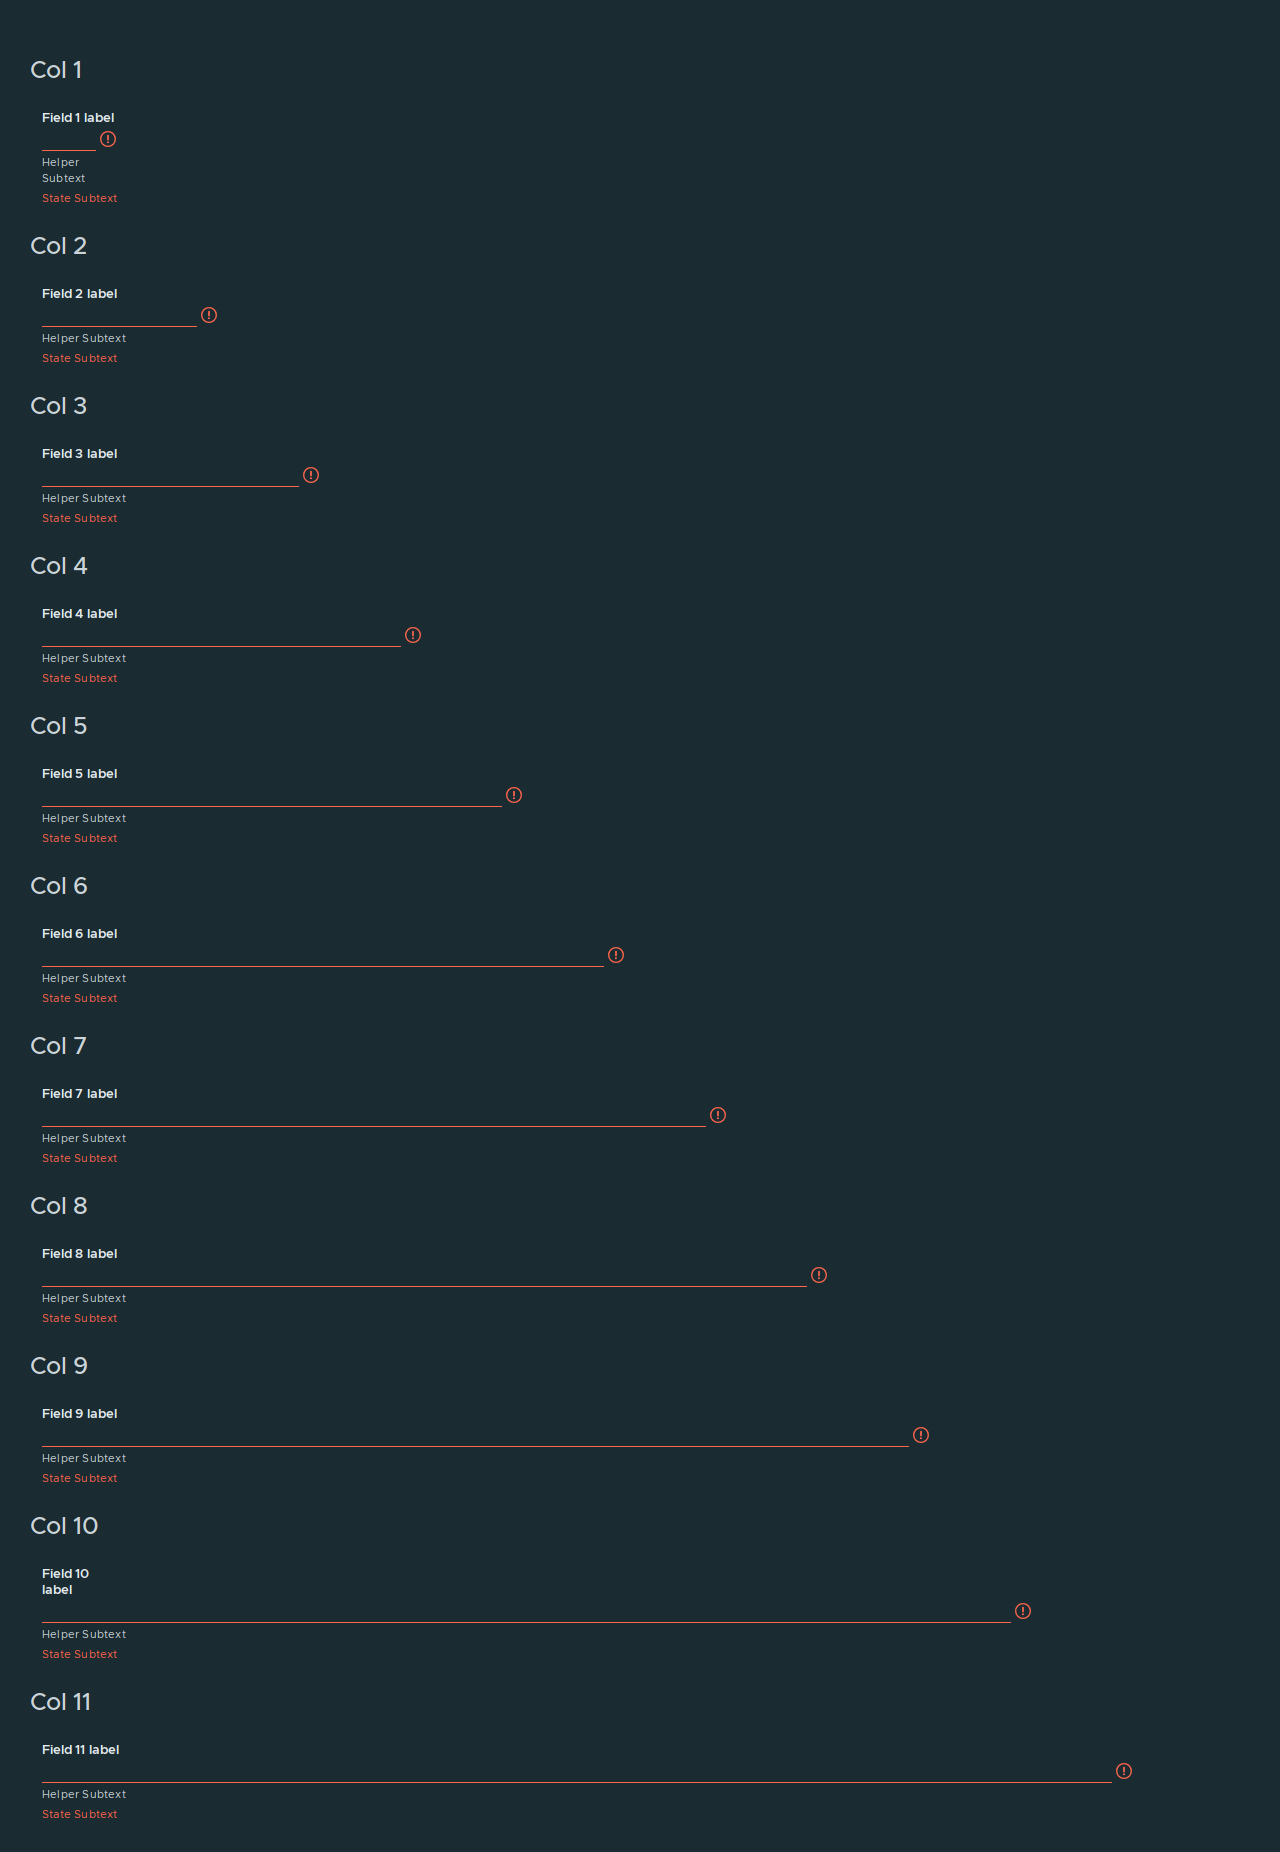 Col 1
Field 1 label
Helper
Subtext
State Subtext
Col 2
Field 2 label
Helper Subtext
State Subtext
Col 3
Field 3 label
Helper Subtext
State Subtext
Col 4
Field 4 label
Helper Subtext
State Subtext
Col 5
Field 5 label
Helper Subtext
State Subtext
Col 6
Field 6 label
Helper Subtext
State Subtext
Col 7
Field 7 label
Helper Subtext
State Subtext
Col 8
Field 8 label
Helper Subtext
State Subtext
Col 9
Field 9 label
Helper Subtext
State Subtext
Col 10
Field 10
label
Helper Subtext
State Subtext
Col 11
Field 11 label
Helper Subtext
State Subtext